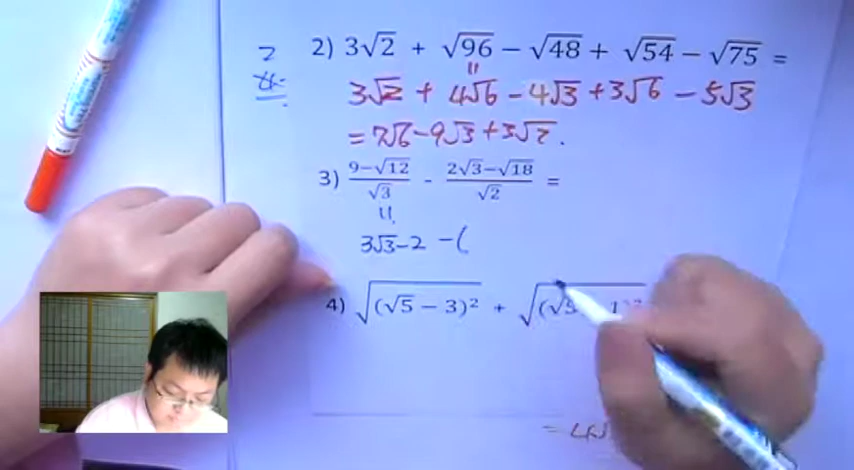 2) 3√2 + √96 − √48 + √54 − √75 =
3√2 + 4√6 − 4√3 + 3√6 − 5√3
= 7√6 − 9√3 + 3√2 .
3) (9−√12)/√3 - (2√3−√18)/√2 =
3√3−2 −(
4) √(√5 − 3)² + √(√5